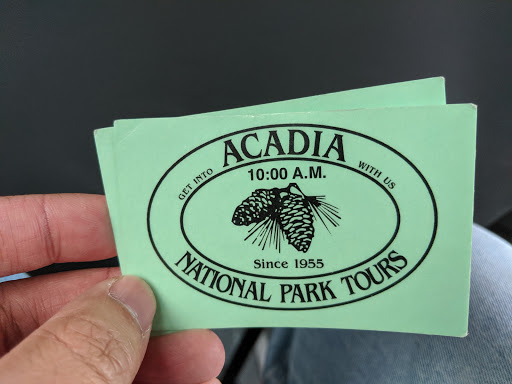 GET INTO ACADIA WITH US
10:00 A.M.
Since 1955
NATIONAL PARK TOURS